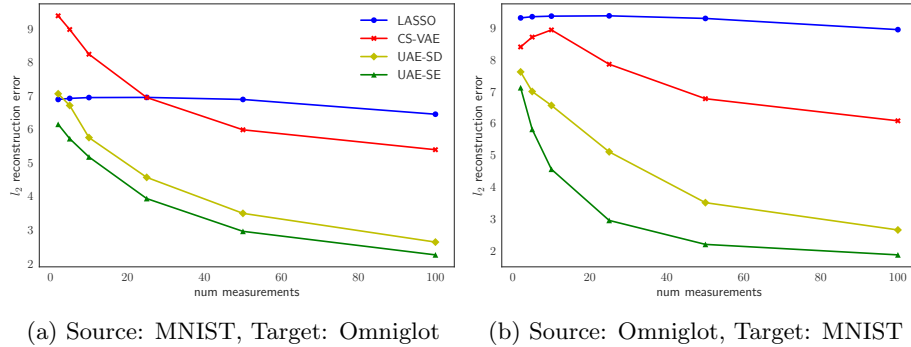 LASSO
CS-VAE
UAE-SD
UAE-SE
l2 reconstruction error
9
8
7
6
5
4
3
2
0 20 40 60 80 100
num measurements
l2 reconstruction error
9
8
7
6
5
4
3
2
0 20 40 60 80 100
num measurements
(a) Source: MNIST, Target: Omniglot
(b) Source: Omniglot, Target: MNIST